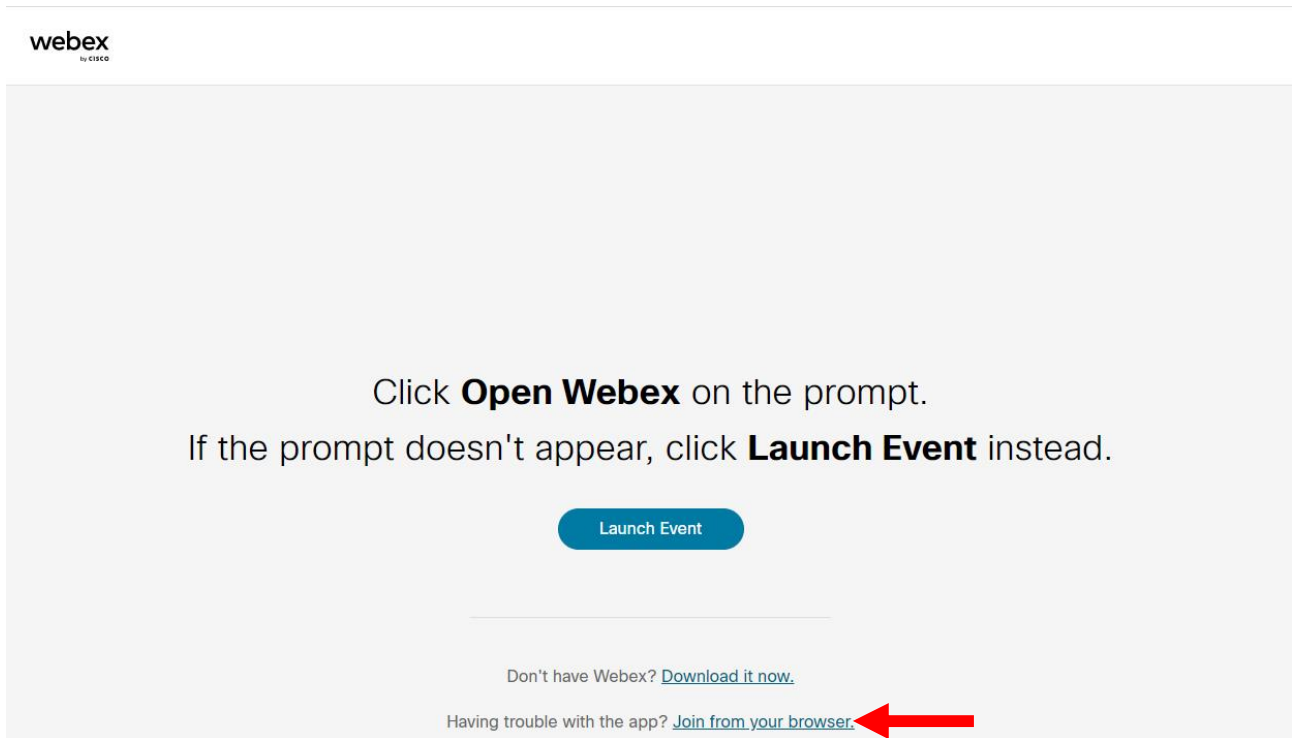 webex
by CISCO
Click Open Webex on the prompt.
If the prompt doesn't appear, click Launch Event instead.
Launch Event
Don't have Webex? Download it now.
Having trouble with the app? Join from your browser.